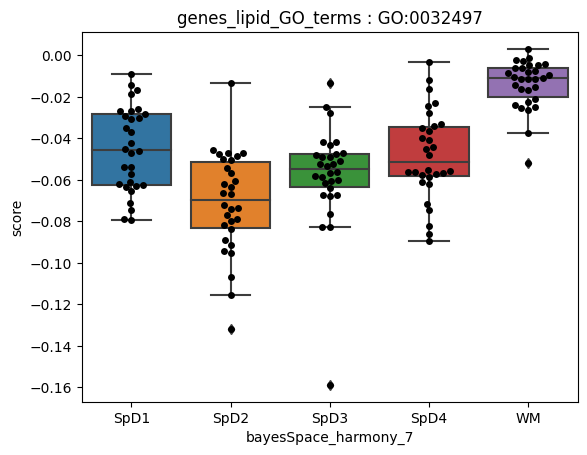 genes_lipid_GO_terms : GO:0032497
score
0.00
−0.02
−0.04
−0.06
−0.08
−0.10
−0.12
−0.14
−0.16
SpD1 SpD2 SpD3 SpD4 WM
bayesSpace_harmony_7